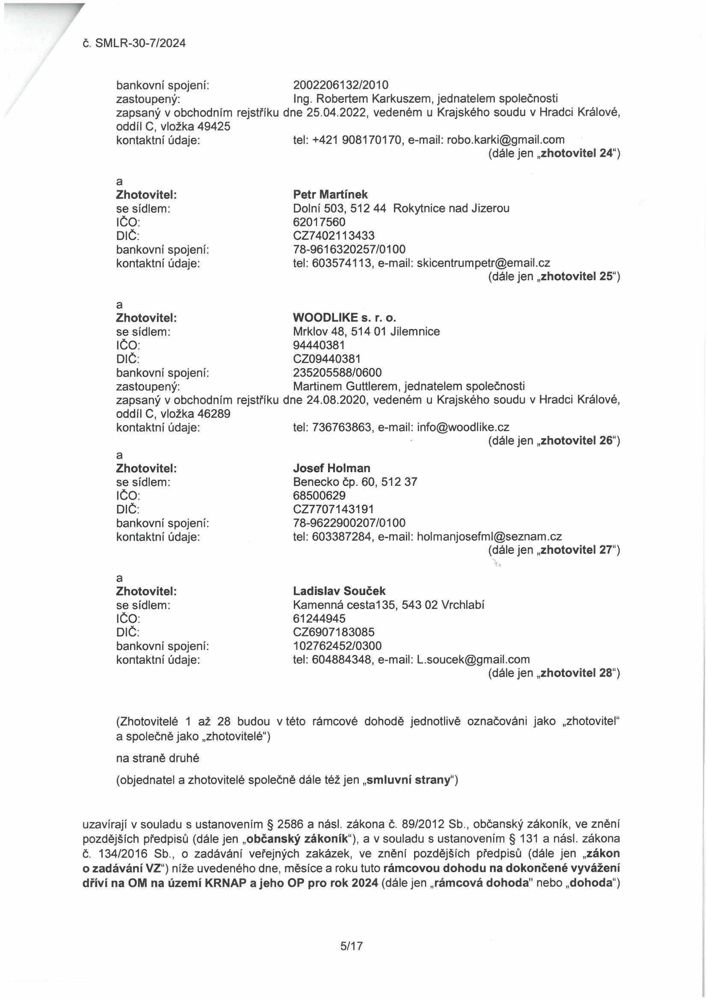 č. SMLR-30-7/2024
bankovní spojení: 2002206132/2010
zastoupený: Ing. Robertem Karkuszem, jednatelem společnosti
zapsaný v obchodním rejstříku dne 25.04.2022, vedeném u Krajského soudu v Hradci Králové,
oddíl C, vložka 49425
kontaktní údaje: tel: +421 908170170, e-mail: robo.karki@gmail.com
(dále jen „zhotovitel 24“)
a
Zhotovitel: Petr Martínek
se sídlem: Dolní 503, 512 44 Rokytnice nad Jizerou
IČO: 62017560
DIČ: CZ7402113433
bankovní spojení: 78-9616320257/0100
kontaktní údaje: tel: 603574113, e-mail: skicentrumpetr@email.cz
(dále jen „zhotovitel 25“)
a
Zhotovitel: WOODLIKE s. r. o.
se sídlem: Mrklov 48, 514 01 Jilemnice
IČO: 94440381
DIČ: CZ09440381
bankovní spojení: 235205588/0600
zastoupený: Martinem Guttlerem, jednatelem společnosti
zapsaný v obchodním rejstříku dne 24.08.2020, vedeném u Krajského soudu v Hradci Králové,
oddíl C, vložka 46289
kontaktní údaje: tel: 736763863, e-mail: info@woodlike.cz
(dále jen „zhotovitel 26“)
a
Zhotovitel: Josef Holman
se sídlem: Benecko čp. 60, 512 37
IČO: 68500629
DIČ: CZ7707143191
bankovní spojení: 78-9622900207/0100
kontaktní údaje: tel: 603387284, e-mail: holmanjosefml@seznam.cz
(dále jen „zhotovitel 27“)
a
Zhotovitel: Ladislav Souček
se sídlem: Kamenná cesta135, 543 02 Vrchlabí
IČO: 61244945
DIČ: CZ6907183085
bankovní spojení: 102762452/0300
kontaktní údaje: tel: 604884348, e-mail: L.soucek@gmail.com
(dále jen „zhotovitel 28“)
(Zhotovitelé 1 až 28 budou v této rámcové dohodě jednotlivě označováni jako „zhotovitel“
a společně jako „zhotovitelé“)
na straně druhé
(objednatel a zhotovitelé společně dále též jen „smluvní strany“)
uzavírají v souladu s ustanovením § 2586 a násl. zákona č. 89/2012 Sb., občanský zákoník, ve znění
pozdějších předpisů (dále jen „občanský zákoník“), a v souladu s ustanovením § 131 a násl. zákona
č. 134/2016 Sb., o zadávání veřejných zakázek, ve znění pozdějších předpisů (dále jen „zákon
o zadávání VZ“) níže uvedeného dne, měsíce a roku tuto rámcovou dohodu na dokončené vyvážení
dříví na OM na území KRNAP a jeho OP pro rok 2024 (dále jen „rámcová dohoda" nebo „dohoda“)
5/17